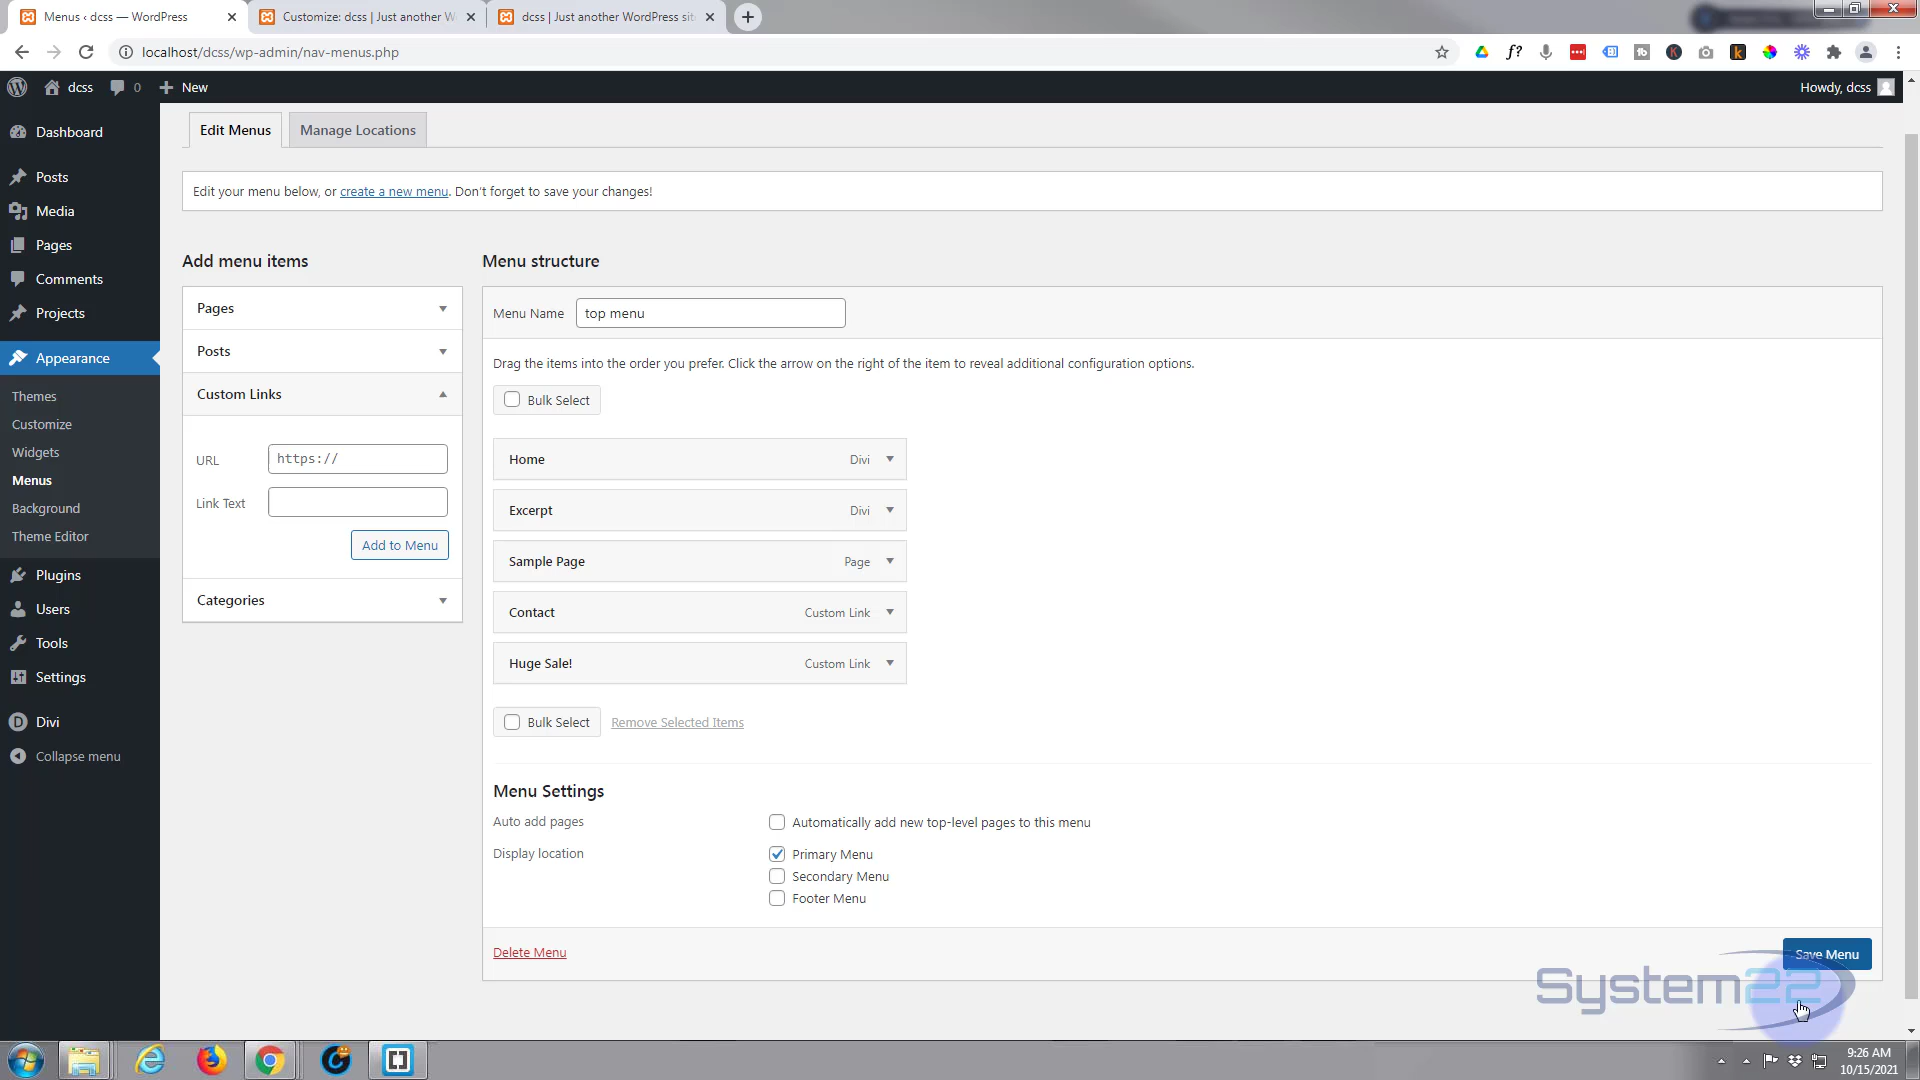 Menus ‹ dcss — WordPress
Customize: dcss | Just another W
dcss | Just another WordPress sit
localhost/dcss/wp-admin/nav-menus.php
dcss
0
New
Howdy, dcss
Dashboard
Posts
Media
Pages
Comments
Projects
Appearance
Themes
Customize
Widgets
Menus
Background
Theme Editor
Plugins
Users
Tools
Settings
Divi
Collapse menu
Edit Menus
Manage Locations
Edit your menu below, or create a new menu. Don't forget to save your changes!
Add menu items
Pages
Posts
Custom Links
URL
https://
Link Text
Add to Menu
Categories
Menu structure
Menu Name
top menu
Drag the items into the order you prefer. Click the arrow on the right of the item to reveal additional configuration options.
Bulk Select
Home Divi
Excerpt Divi
Sample Page Page
Contact Custom Link
Huge Sale! Custom Link
Bulk Select
Remove Selected Items
Menu Settings
Auto add pages
Automatically add new top-level pages to this menu
Display location
Primary Menu
Secondary Menu
Footer Menu
Delete Menu
Save Menu
System22
9:26 AM
10/15/2021